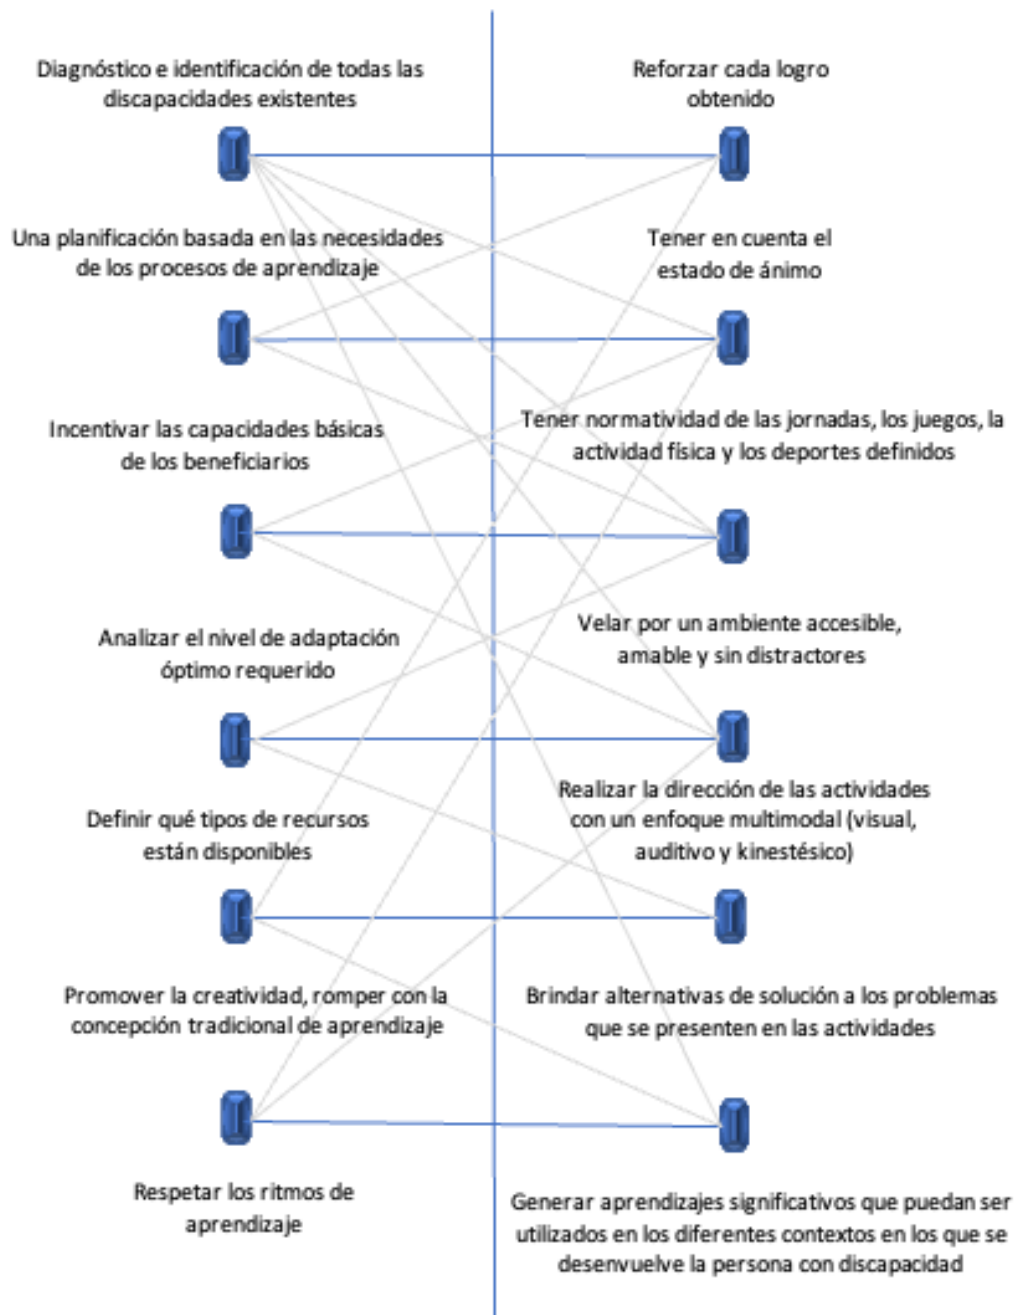 Diagnóstico e identificación de todas las
discapacidades existentes
Reforzar cada logro
obtenido
Una planificación basada en las necesidades
de los procesos de aprendizaje
Tener en cuenta el
estado de ánimo
Incentivar las capacidades básicas
de los beneficiarios
Tener normatividad de las jornadas, los juegos, la
actividad física y los deportes definidos
Analizar el nivel de adaptación
óptimo requerido
Velar por un ambiente accesible,
amable y sin distractores
Definir qué tipos de recursos
están disponibles
Realizar la dirección de las actividades
con un enfoque multimodal (visual,
auditivo y kinestésico)
Promover la creatividad, romper con la
concepción tradicional de aprendizaje
Brindar alternativas de solución a los problemas
que se presenten en las actividades
Respetar los ritmos de
aprendizaje
Generar aprendizajes significativos que puedan ser
utilizados en los diferentes contextos en los que se
desenvuelve la persona con discapacidad